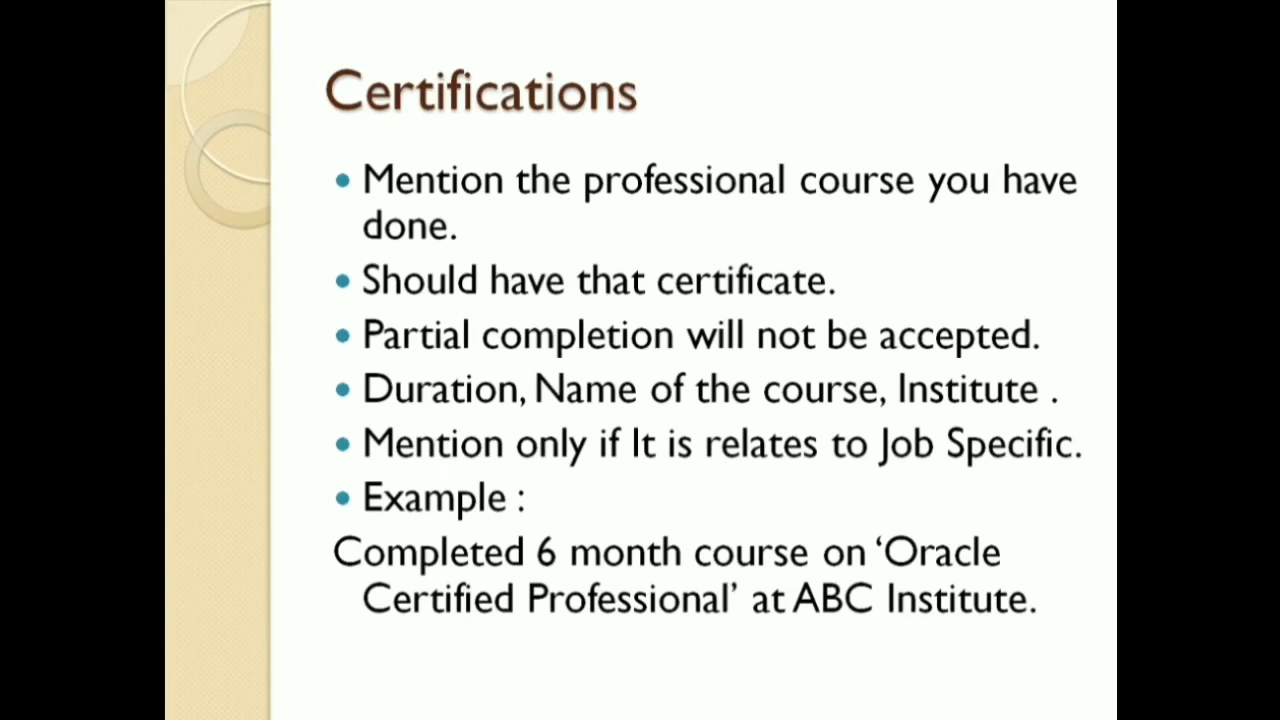 Certifications
Mention the professional course you have
done.
Should have that certificate.
Partial completion will not be accepted.
Duration, Name of the course, Institute .
Mention only if It is relates to Job Specific.
Example :
Completed 6 month course on ‘Oracle
Certified Professional’ at ABC Institute.